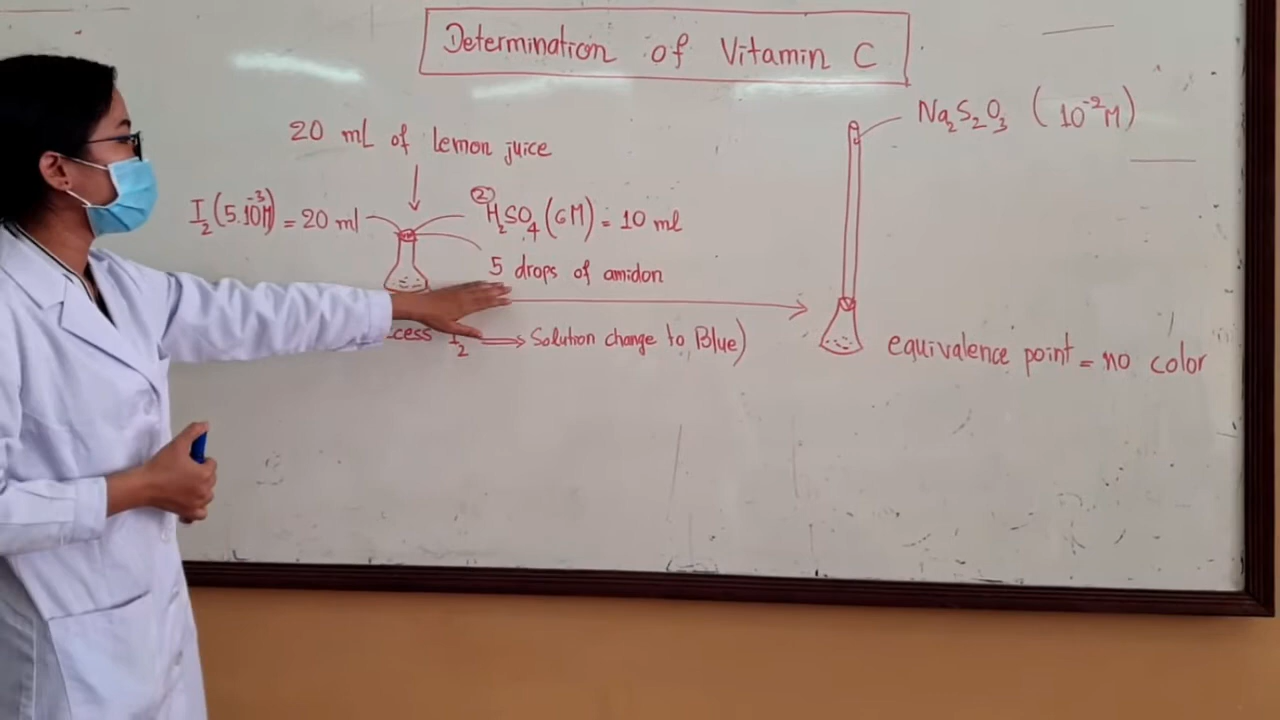 Determination of Vitamin C
20 mL of lemon juice
I₂ (5.10⁻³M) = 20 ml
② H₂SO₄ (6M) = 10 ml
5 drops of amidon
I₂ ⟹ Solution change to Blue)
Na₂S₂O₃ (10⁻²M)
equivalence point = no color